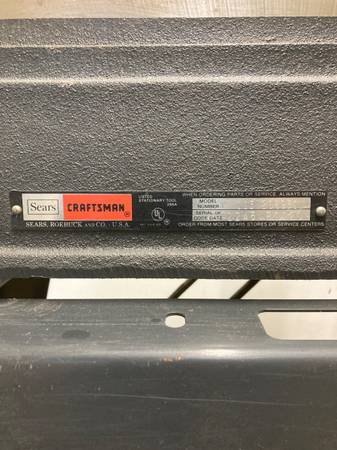 Sears
CRAFTSMAN®
SEARS, ROEBUCK AND CO. U.S.A.
LISTED
STATIONARY TOOL
UL
WHEN ORDERING PARTS OR SERVICE, ALWAYS MENTION
MODEL
NUMBER
SERIAL OR
CODE DATE
ORDER FROM MOST SEARS STORES OR SERVICE CENTERS